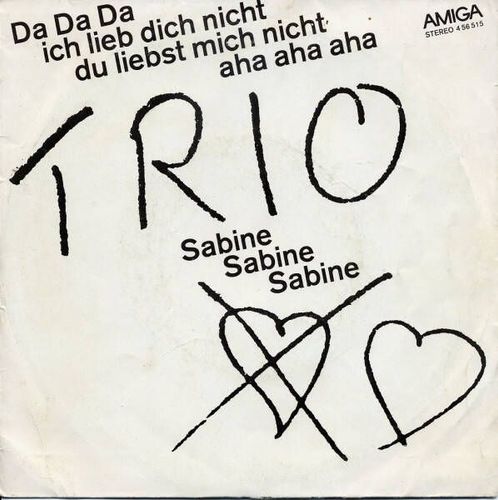 Da Da Da
ich lieb dich nicht
du liebst mich nicht
aha aha aha
AMIGA
STEREO 4 56 515
TRIO
Sabine
Sabine
Sabine